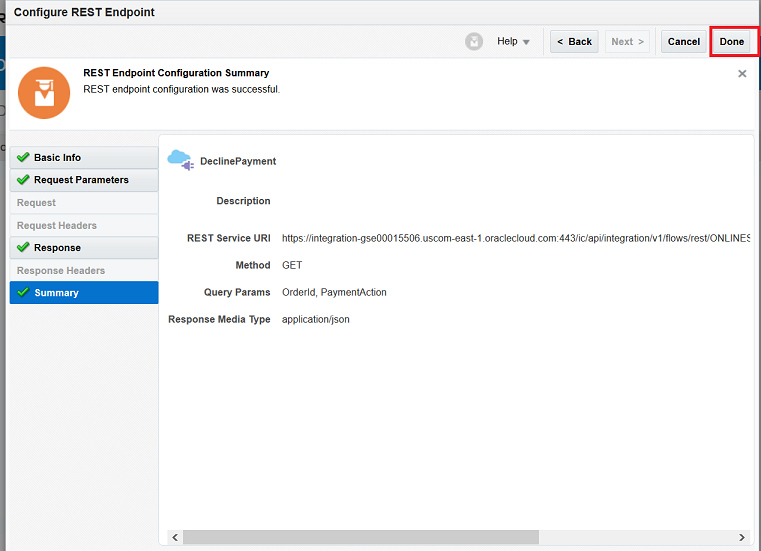 Configure REST Endpoint
Help
< Back
Next >
Cancel
Done
REST Endpoint Configuration Summary
REST endpoint configuration was successful.
Basic Info
Request Parameters
Request
Request Headers
Response
Response Headers
Summary
DeclinePayment
Description
REST Service URI https://integration-gse00015506.uscom-east-1.oraclecloud.com:443/ic/api/integration/v1/flows/rest/ONLINES
Method GET
Query Params OrderId, PaymentAction
Response Media Type application/json